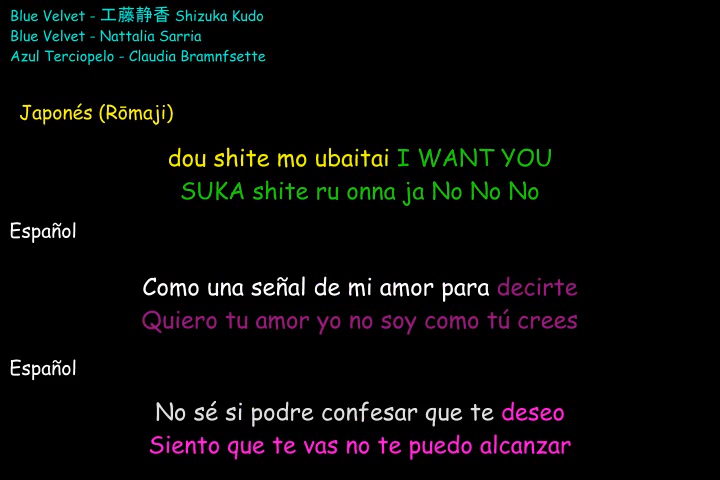 Blue Velvet - 工藤静香 Shizuka Kudo
Blue Velvet - Nattalia Sarria
Azul Terciopelo - Claudia Bramnfsette
Japonés (Rōmaji)
dou shite mo ubaitai I WANT YOU
SUKA shite ru onna ja No No No
Español
Como una señal de mi amor para decirte
Quiero tu amor yo no soy como tú crees
Español
No sé si podre confesar que te deseo
Siento que te vas no te puedo alcanzar